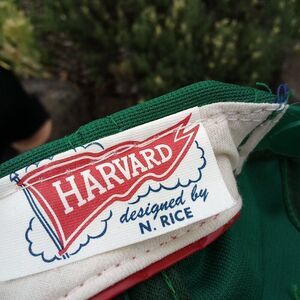 HARVARD
designed by
N. RICE